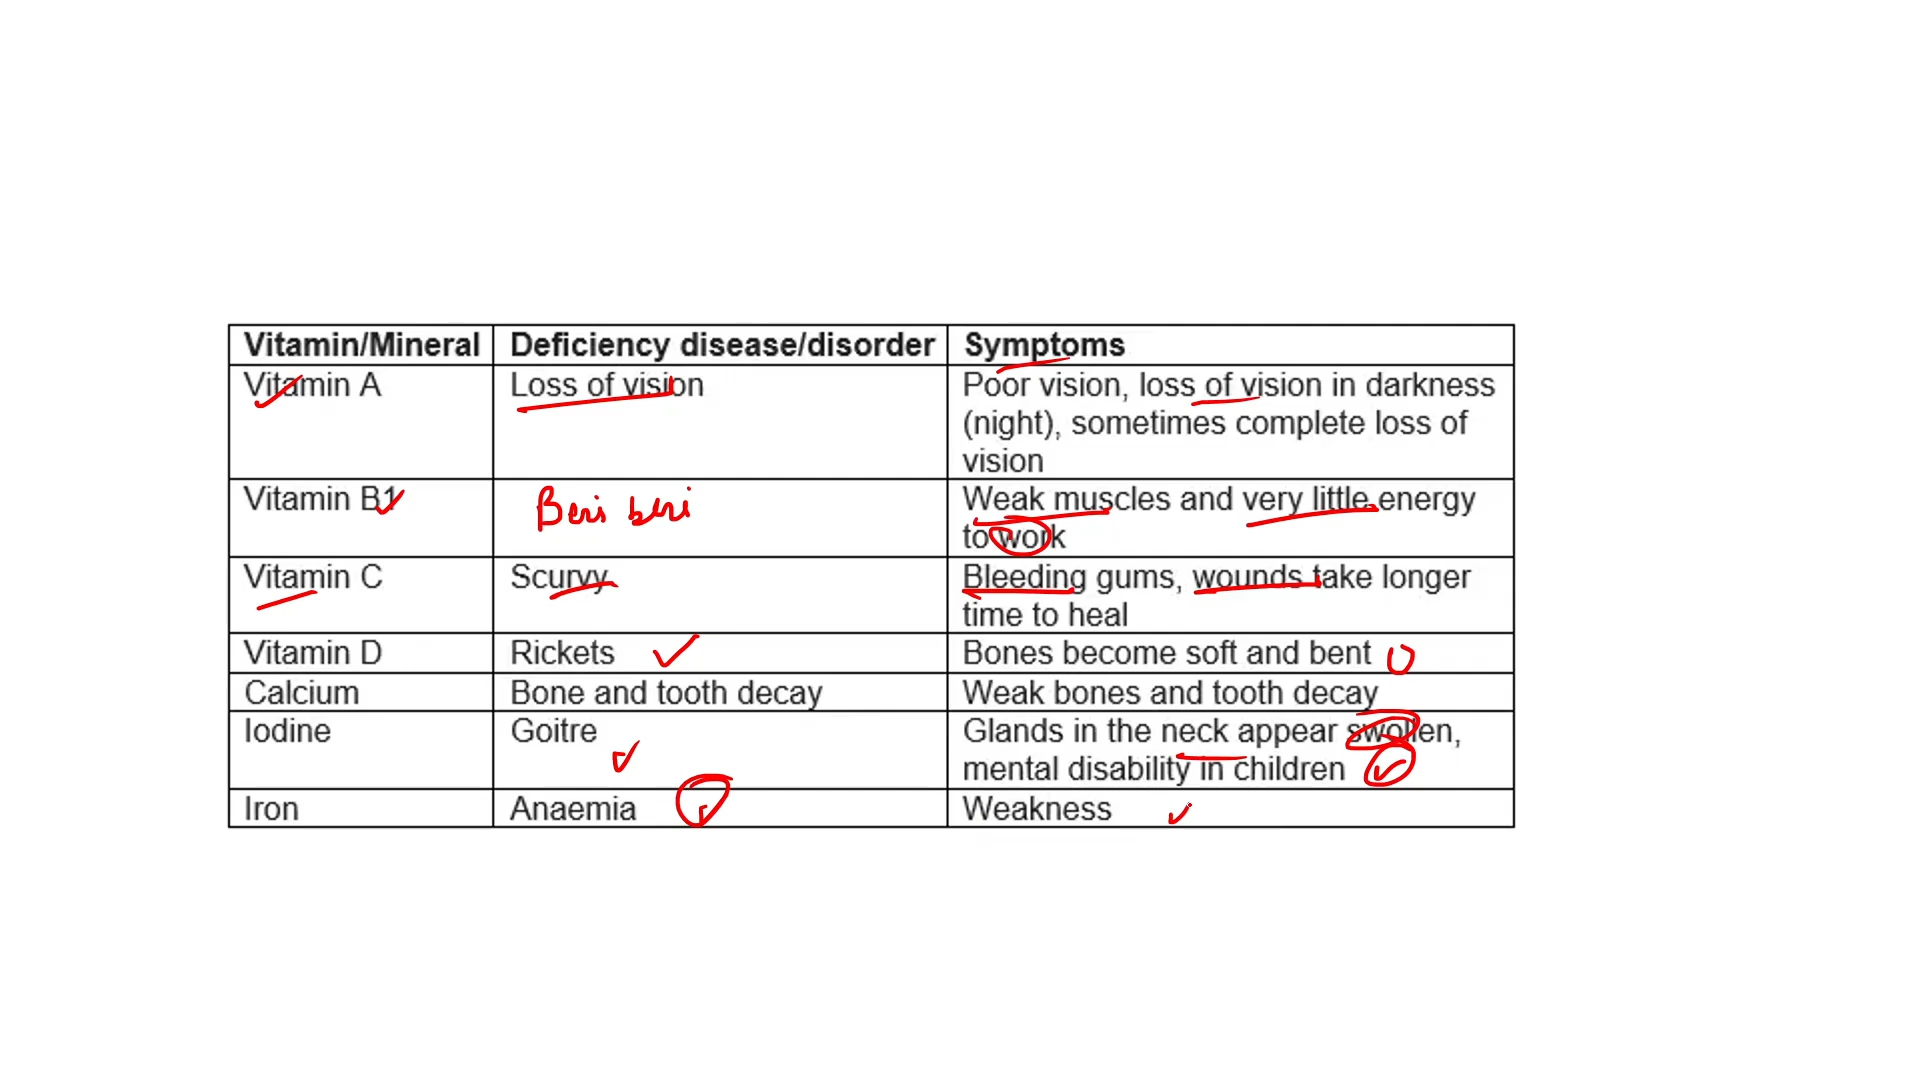 Vitamin/Mineral Deficiency disease/disorder Symptoms
Vitamin A Loss of vision Poor vision, loss of vision in darkness
(night), sometimes complete loss of
vision
Vitamin B1 Beri beri Weak muscles and very little energy
to work
Vitamin C Scurvy Bleeding gums, wounds take longer
time to heal
Vitamin D Rickets Bones become soft and bent
Calcium Bone and tooth decay Weak bones and tooth decay
Iodine Goitre Glands in the neck appear swollen,
mental disability in children
Iron Anaemia Weakness